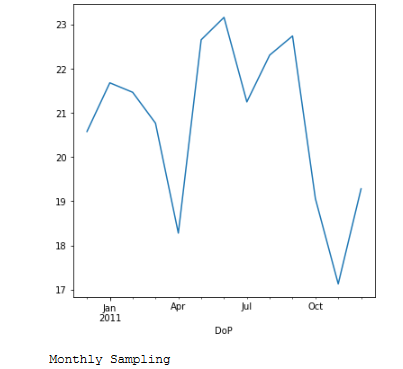 23
22
21
20
19
18
17
Jan
2011
Apr
Jul
Oct
DoP
Monthly Sampling